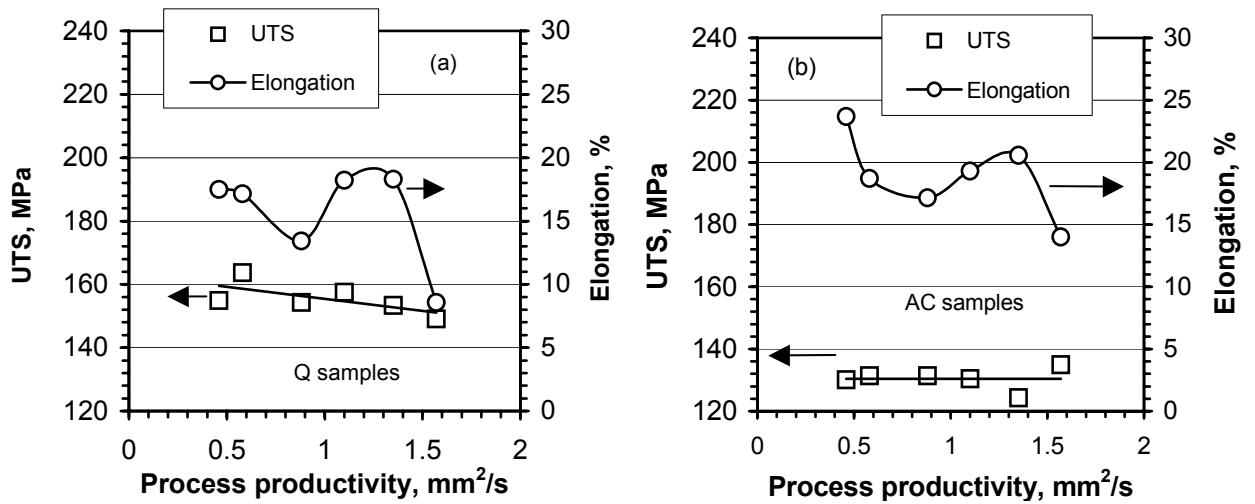 240
220
200
180
160
140
120
UTS, MPa
UTS
Elongation
(a)
Q samples
30
25
20
15
10
5
0
Elongation, %
0
0.5
1
1.5
2
Process productivity, mm²/s
240
220
200
180
160
140
120
UTS, MPa
UTS
Elongation
(b)
AC samples
30
25
20
15
10
5
0
Elongation, %
0
0.5
1
1.5
2
Process productivity, mm²/s